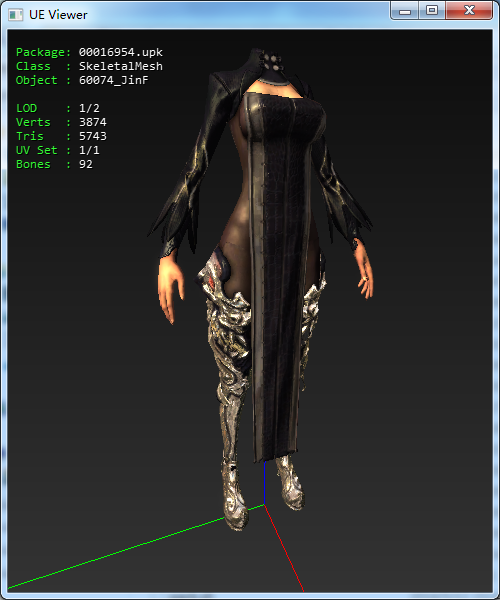 UE Viewer
Package: 00016954.upk
Class : SkeletalMesh
Object : 60074_JinF
LOD : 1/2
Verts : 3874
Tris : 5743
UV Set : 1/1
Bones : 92